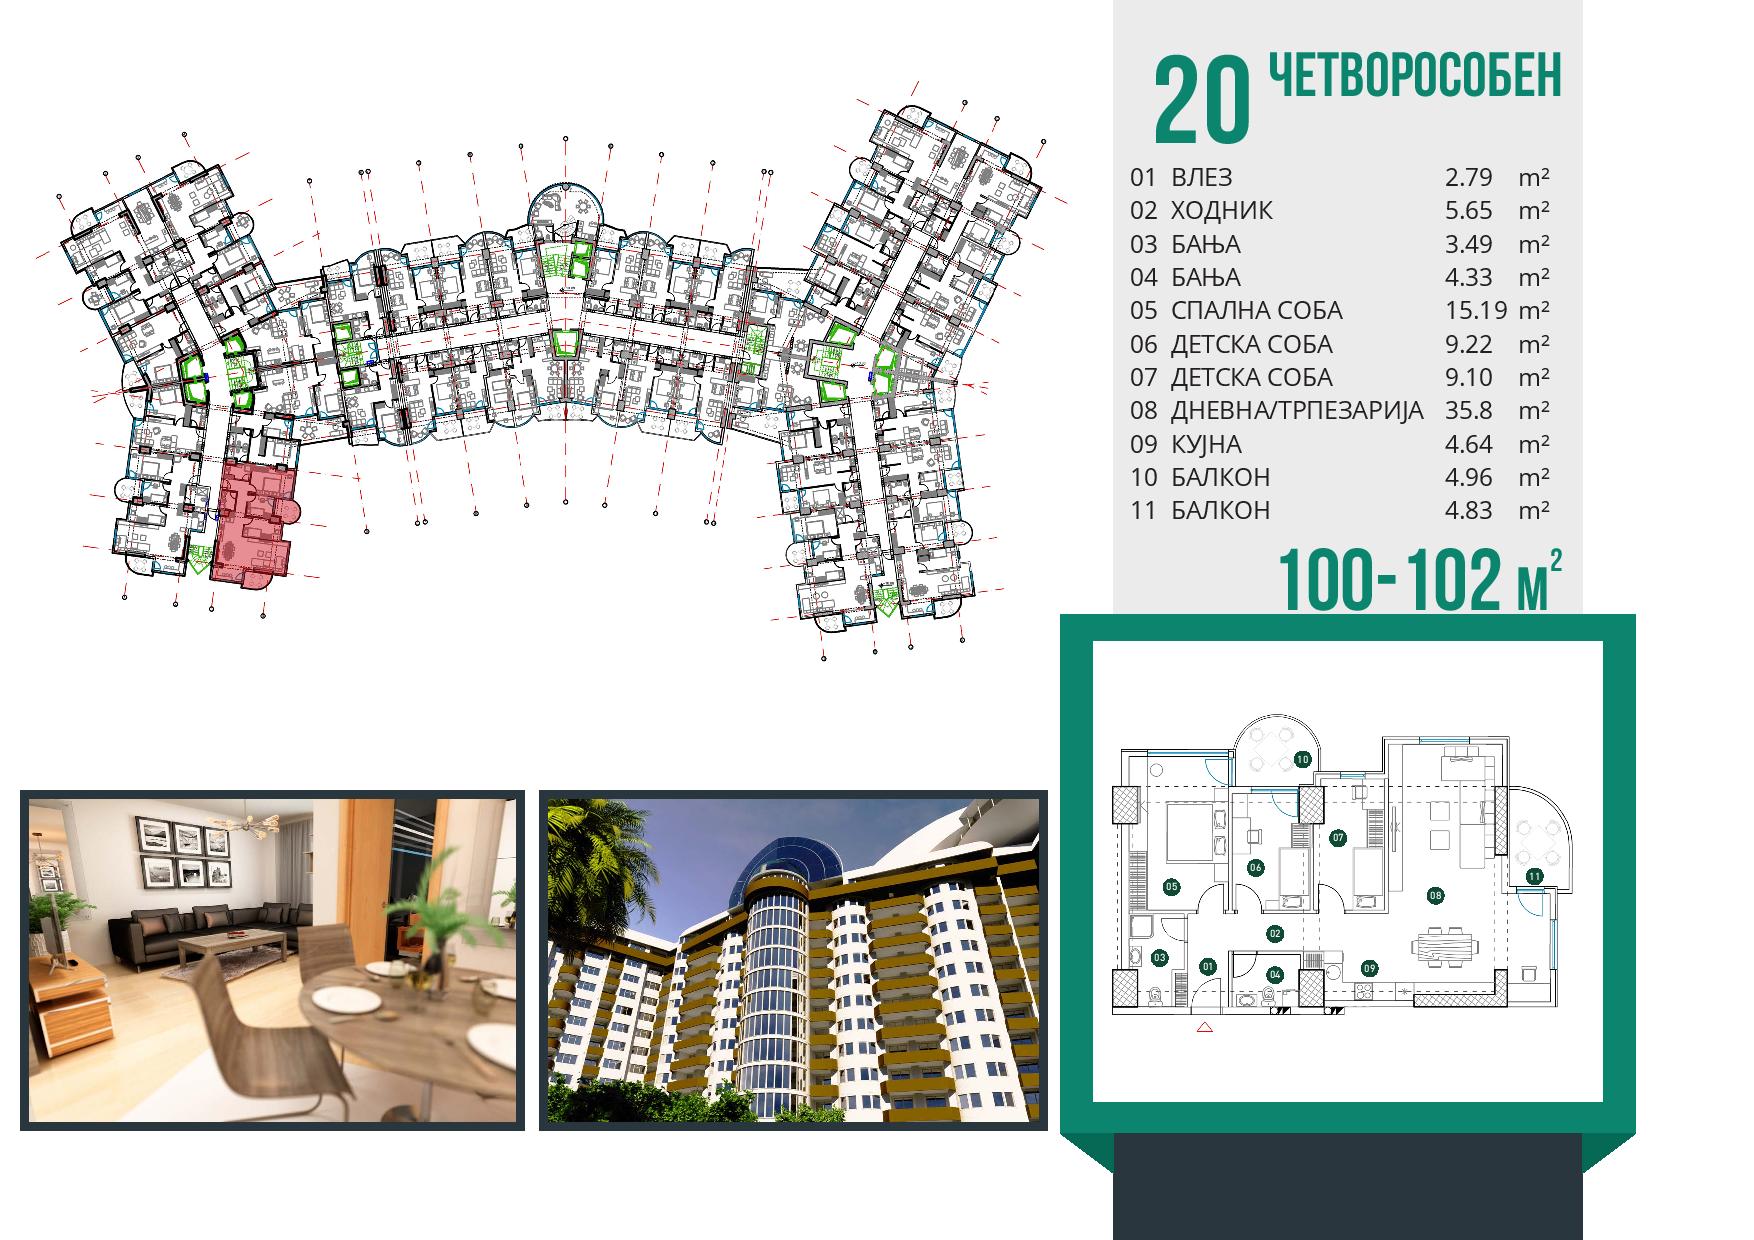 20 ЧЕТВОРОСОБЕН
01 ВЛЕЗ 2.79 m²
02 ХОДНИК 5.65 m²
03 БАЊА 3.49 m²
04 БАЊА 4.33 m²
05 СПАЛНА СОБА 15.19 m²
06 ДЕТСКА СОБА 9.22 m²
07 ДЕТСКА СОБА 9.10 m²
08 ДНЕВНА/ТРПЕЗАРИЈА 35.8 m²
09 КУЈНА 4.64 m²
10 БАЛКОН 4.96 m²
11 БАЛКОН 4.83 m²
100-102 м²
10
07
06
05
11
08
02
03
01
04
09